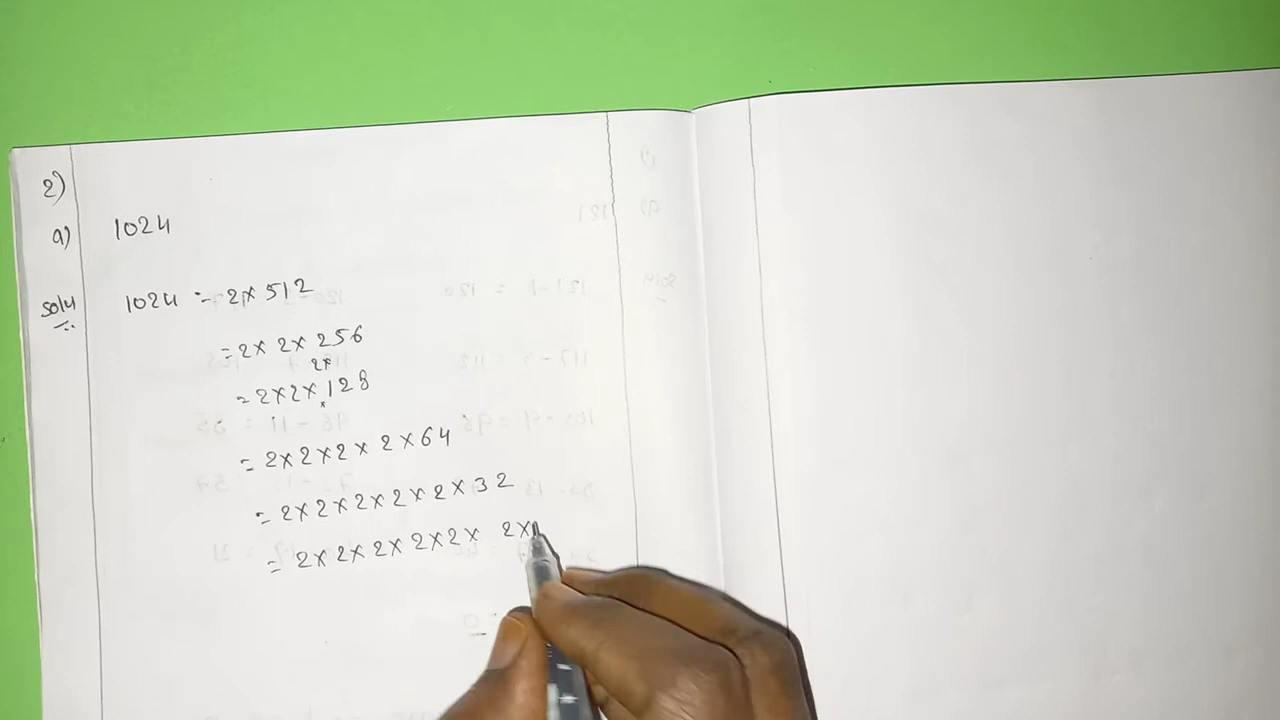 2)
a) 1024
Soln 1024 = 2 × 512
= 2 × 2 × 256
2×
= 2 × 2 × 128
= 2 × 2 × 2 × 2 × 64
= 2 × 2 × 2 × 2 × 2 × 32
= 2 × 2 × 2 × 2 × 2 × 2 ×